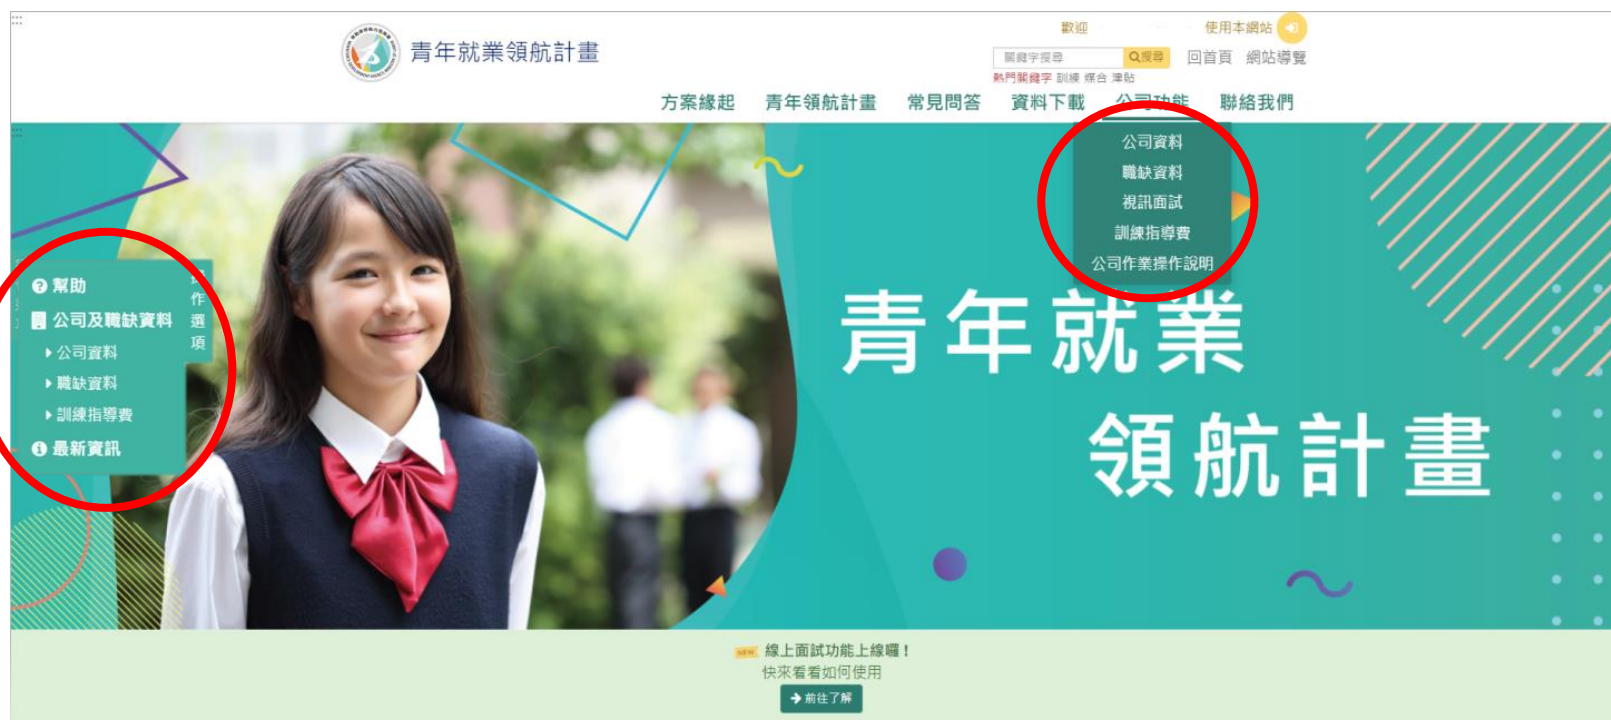 青年就業領航計畫
歡迎 使用本網站
關鍵字搜尋 搜尋 回首頁 網站導覽
熱門關鍵字 訓練 媒合 津貼
方案緣起 青年領航計畫 常見問答 資料下載 公司功能 聯絡我們
公司資料
職缺資料
視訊面試
訓練指導費
公司作業操作說明
操作選項
幫助
公司及職缺資料
公司資料
職缺資料
訓練指導費
最新資訊
青年就業
領航計畫
NEW 線上面試功能上線囉!
快來看看如何使用
前往了解